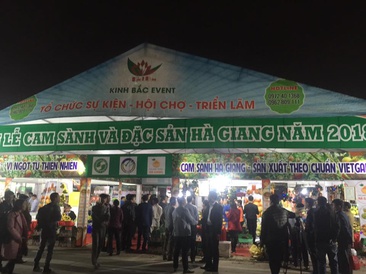 KINH BẮC EVENT
TỔ CHỨC SỰ KIỆN - HỘI CHỢ - TRIỂN LÃM
LỄ CAM SÀNH VÀ ĐẶC SẢN HÀ GIANG NĂM 2018
VỊ NGỌT TỪ THIÊN NHIÊN
CAM SÀNH HÀ GIANG - SẢN XUẤT THEO CHUẨN VIETGA